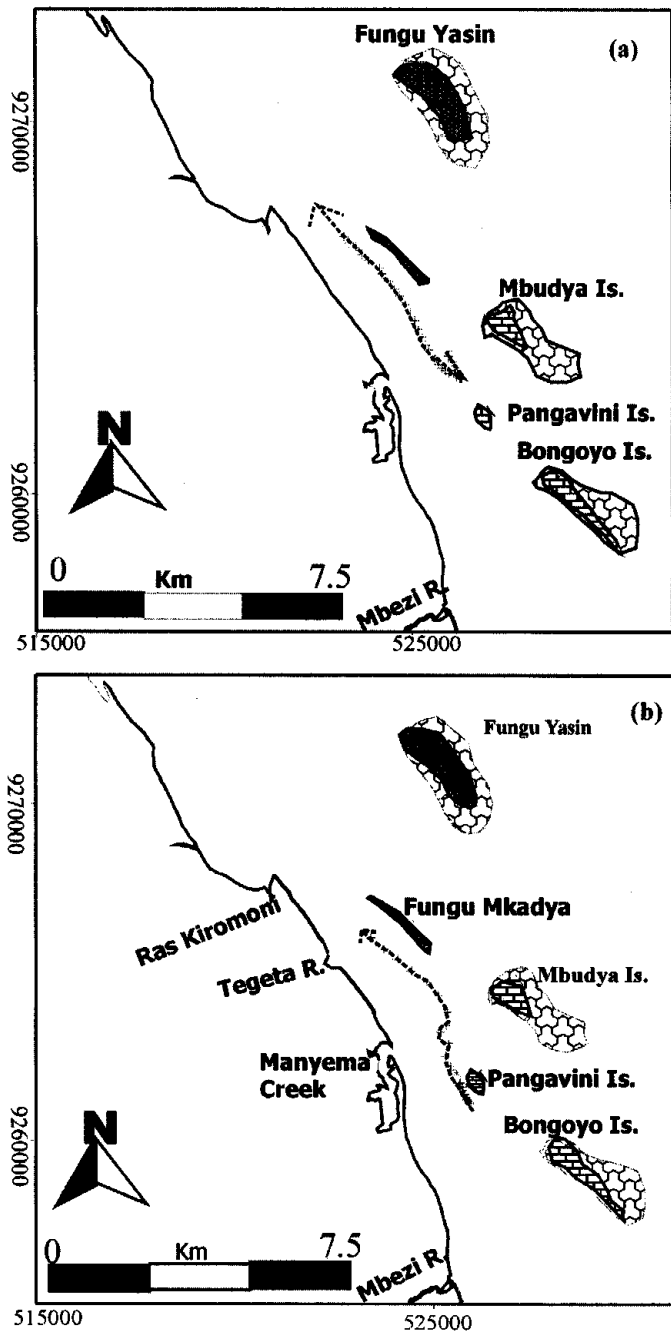 Fungu Yasin
(a)
9270000
Mbudya Is.
Pangavini Is.
Bongoyo Is.
N
9260000
0
Km
7.5
Mbezi R.
515000
525000
(b)
Fungu Yasin
9270000
Fungu Mkadya
Ras Kiromoni
Tegeta R.
Mbudya Is.
Manyema
Creek
Pangavini Is.
Bongoyo Is.
N
9260000
0
Km
7.5
Mbezi R.
515000
525000